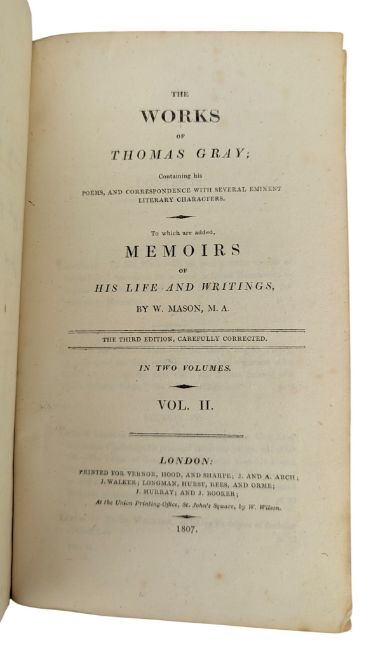 THE
WORKS
OF
THOMAS GRAY;
Containing his
POEMS, AND CORRESPONDENCE WITH SEVERAL EMINENT
LITERARY CHARACTERS.
To which are added,
MEMOIRS
OF
HIS LIFE AND WRITINGS,
BY W. MASON, M. A.
THE THIRD EDITION, CAREFULLY CORRECTED.
IN TWO VOLUMES.
VOL. II.
LONDON:
PRINTED FOR VERNOR, HOOD, AND SHARPE; J. AND A. ARCH;
J. WALKER; LONGMAN, HURST, REES, AND ORME;
J. MURRAY; AND J. BOOKER;
At the Union Printing-Office, St. John's Square, by W. Wilson.
1807.